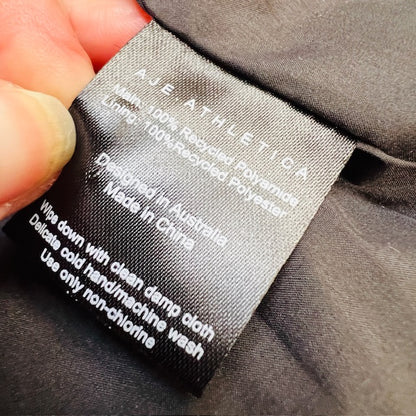 AJE.ATHLETICA
Main: 100% Recycled Polyamide
Lining: 100% Recycled Polyester
Designed in Australia
Made in China
Wipe down with clean damp cloth
Delicate cold hand/machine wash
Use only non-chlorine